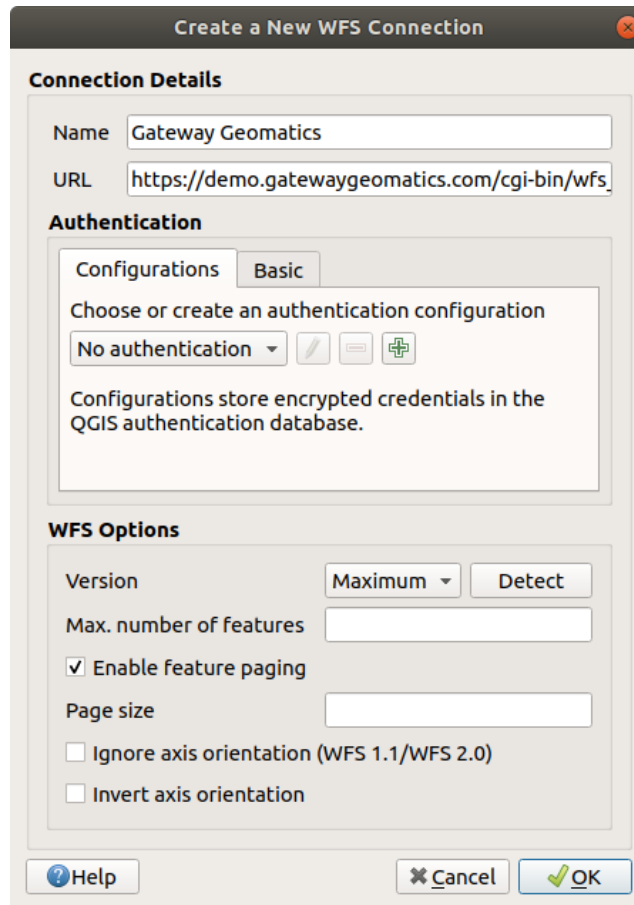 Create a New WFS Connection
Connection Details
Name Gateway Geomatics
URL https://demo.gatewaygeomatics.com/cgi-bin/wfs_
Authentication
Configurations Basic
Choose or create an authentication configuration
No authentication
Configurations store encrypted credentials in the
QGIS authentication database.
WFS Options
Version Maximum Detect
Max. number of features
Enable feature paging
Page size
Ignore axis orientation (WFS 1.1/WFS 2.0)
Invert axis orientation
Help Cancel OK